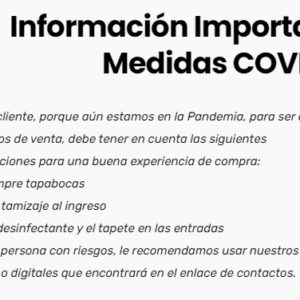 Información Importa
Medidas COVI
cliente, porque aún estamos en la Pandemia, para ser
os de venta, debe tener en cuenta las siguientes
ciones para una buena experiencia de compra:
mpre tapabocas
tamizaje al ingreso
desinfectante y el tapete en las entradas
persona con riesgos, le recomendamos usar nuestros
o digitales que encontrará en el enlace de contactos.